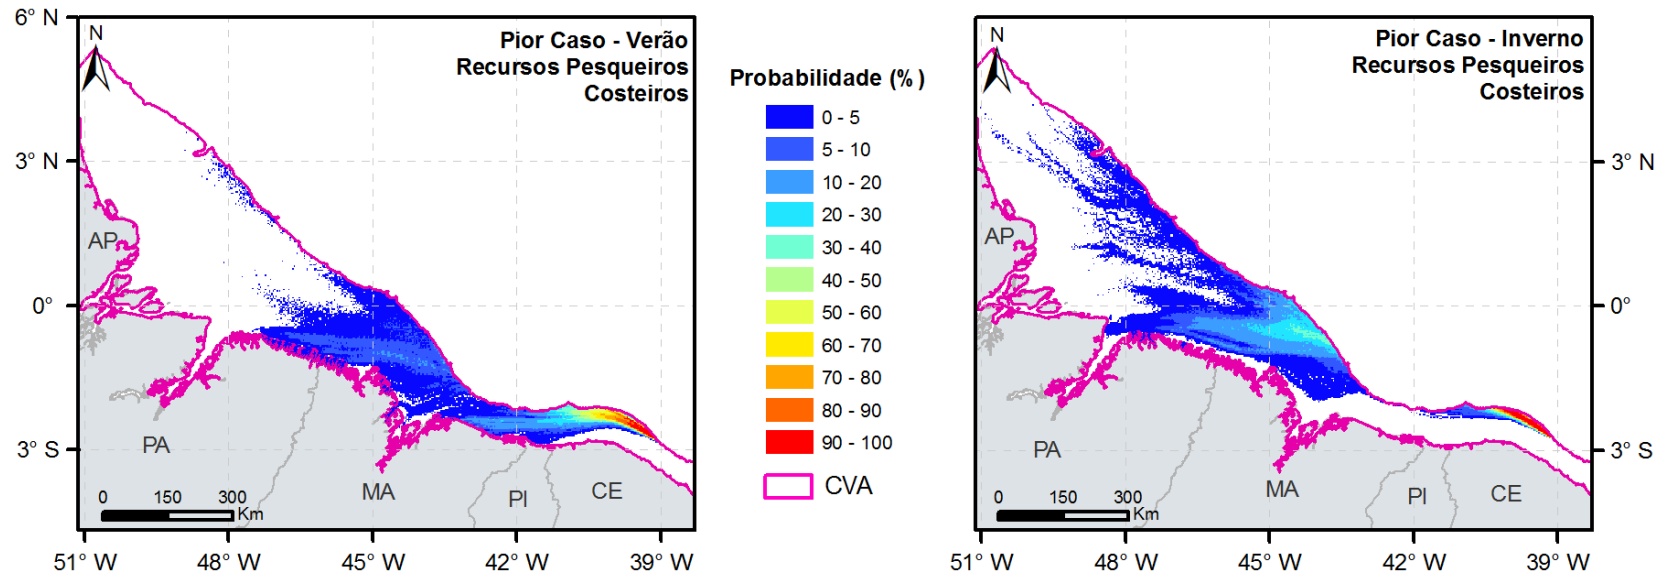 6° N
3° N
0°
3° S
N
Pior Caso - Verão
Recursos Pesqueiros
Costeiros
AP
PA
MA
PI
CE
0 150 300
Km
51° W 48° W 45° W 42° W 39° W
Probabilidade (%)
0 - 5
5 - 10
10 - 20
20 - 30
30 - 40
40 - 50
50 - 60
60 - 70
70 - 80
80 - 90
90 - 100
CVA
N
Pior Caso - Inverno
Recursos Pesqueiros
Costeiros
AP
PA
MA
PI
CE
0 150 300
Km
3° N
0°
3° S
51° W 48° W 45° W 42° W 39° W